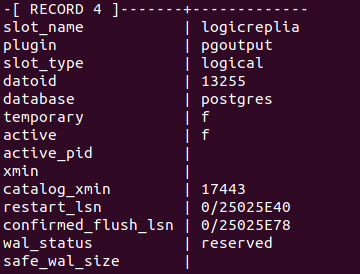 -[ RECORD 4 ]-------+-------------
slot_name           | logicreplia
plugin              | pgoutput
slot_type           | logical
datoid              | 13255
database            | postgres
temporary           | f
active              | f
active_pid          |
xmin                |
catalog_xmin        | 17443
restart_lsn         | 0/25025E40
confirmed_flush_lsn | 0/25025E78
wal_status          | reserved
safe_wal_size       |